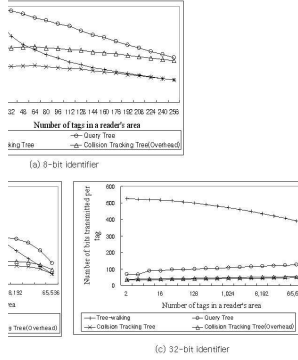 32 48 64 80 96 112 128 144 160 176 192 208 224 240 256
Number of tags in a reader's area
Query Tree
king Tree
Collision Tracking Tree(Overhead)
(a) 8-bit identifier
8,192
65,536
area
g Tree(Overhead)
Number of bits transmitted per tag
600
500
400
300
200
100
0
2 16 128 1,024 8,192 65,5
Number of tags in a reader's area
Tree-walking
Query Tree
Collision Tracking Tree
Collision Tracking Tree(Overhead)
(c) 32-bit identifier